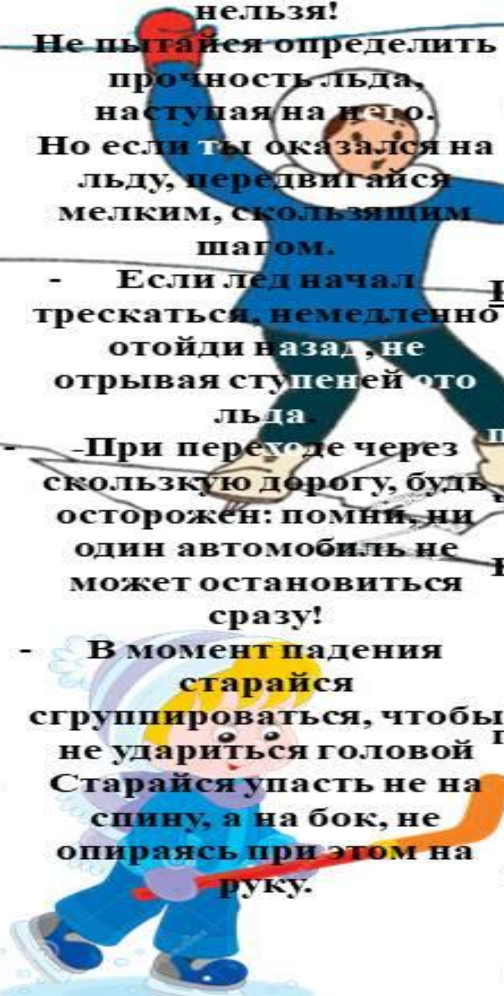 нельзя!
Не пытайся определить
прочность льда,
наступая на него.
Но если ты оказался на
льду, передвигайся
мелким, скользящим
шагом.
- Если лед начал
трескаться, немедленно
отойди назад, не
отрывая ступеней ото
льда.
- -При переходе через
скользкую дорогу, будь
осторожен: помни, ни
один автомобиль не
может остановиться
сразу!
- В момент падения
старайся
сгруппироваться, чтобы
не удариться головой
Старайся упасть не на
спину, а на бок, не
опираясь при этом на
руку.